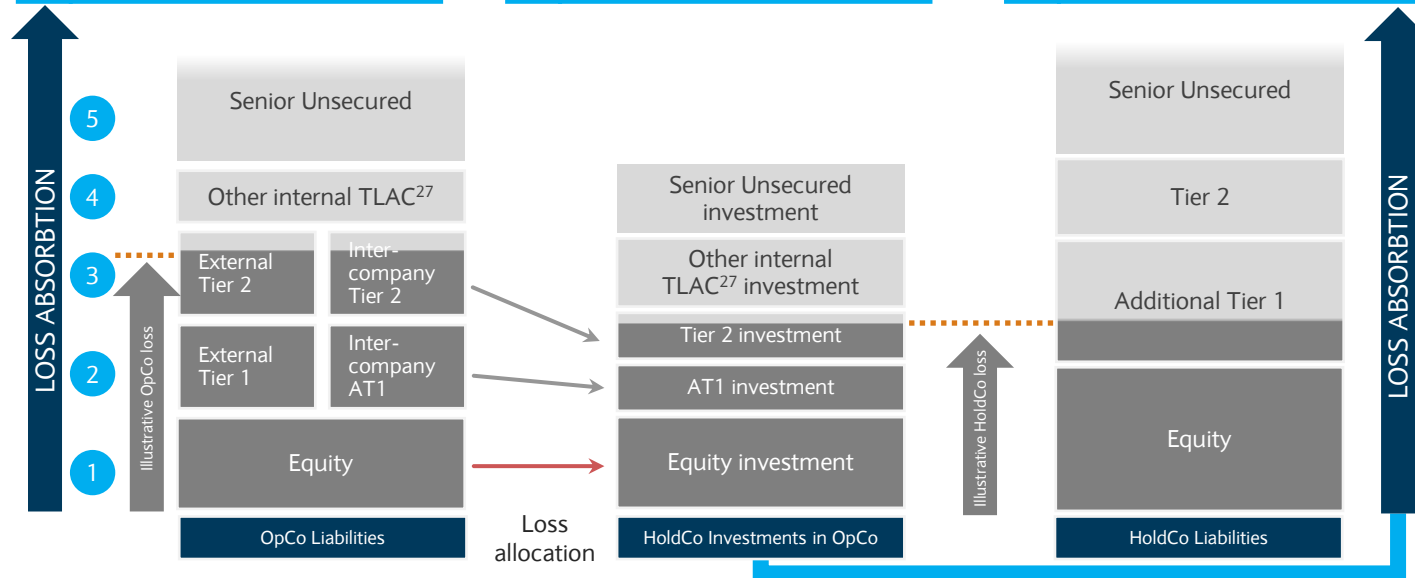 LOSS ABSORBTION
5
4
3
2
1
Illustrative OpCo loss
Senior Unsecured
Other internal TLAC27
External
Tier 2
Inter-
company
Tier 2
External
Tier 1
Inter-
company
AT1
Equity
OpCo Liabilities
Loss
allocation
Senior Unsecured
investment
Other internal
TLAC27 investment
Tier 2 investment
AT1 investment
Equity investment
HoldCo Investments in OpCo
Illustrative HoldCo loss
Senior Unsecured
Tier 2
Additional Tier 1
Equity
HoldCo Liabilities
LOSS ABSORBTION